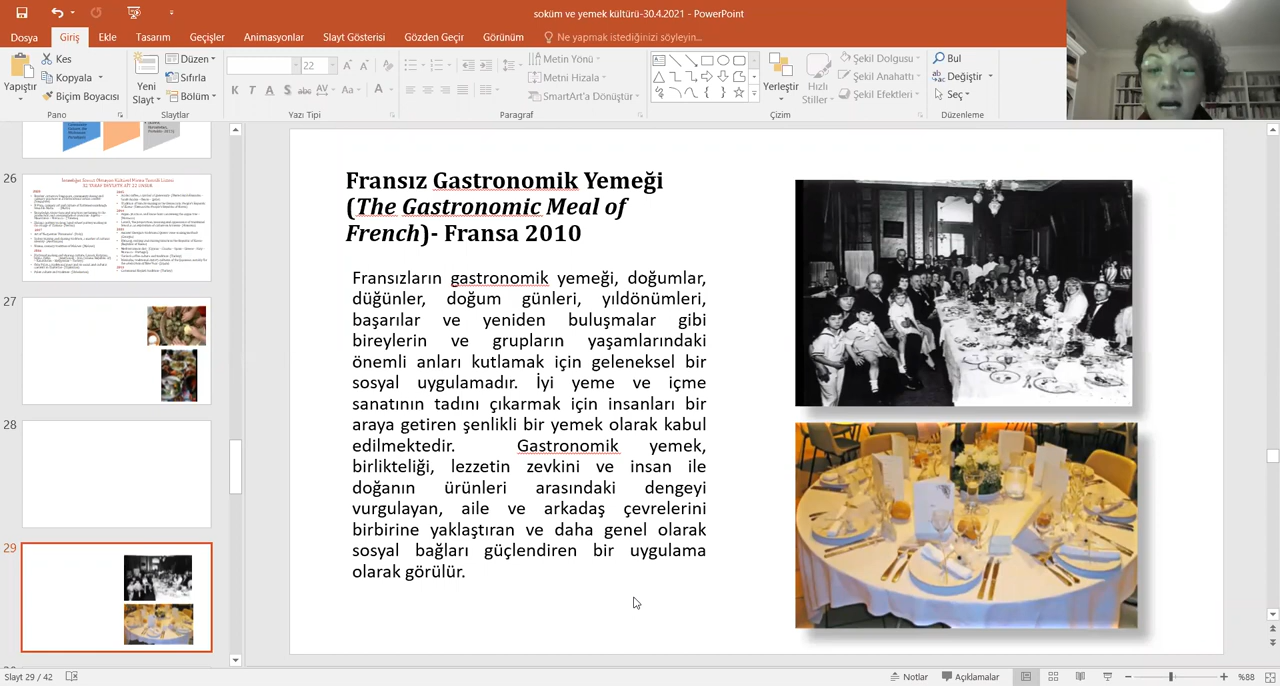 soküm ve yemek kültürü-30.4.2021 - PowerPoint
Dosya Giriş Ekle Tasarım Geçişler Animasyonlar Slayt Gösterisi Gözden Geçir Görünüm Ne yapmak istediğinizi söyleyin...
Yapıştır
Kes
Kopyala
Biçim Boyacısı
Pano
Yeni
Slayt
Düzen
Sıfırla
Bölüm
Slaytlar
22
K T A S abc AV Aa A
Yazı Tipi
Metin Yönü
Metni Hizala
SmartArt'a Dönüştür
Paragraf
Yerleştir
Hızlı
Stiller
Şekil Dolgusu
Şekil Anahattı
Şekil Efektleri
Çizim
Bul
Değiştir
Seç
Düzenleme
26
27
28
29
Fransız Gastronomik Yemeği
(The Gastronomic Meal of
French)- Fransa 2010
Fransızların gastronomik yemeği, doğumlar,
düğünler, doğum günleri, yıldönümleri,
başarılar ve yeniden buluşmalar gibi
bireylerin ve grupların yaşamlarındaki
önemli anları kutlamak için geleneksel bir
sosyal uygulamadır. İyi yeme ve içme
sanatının tadını çıkarmak için insanları bir
araya getiren şenlikli bir yemek olarak kabul
edilmektedir. Gastronomik yemek,
birlikteliği, lezzetin zevkini ve insan ile
doğanın ürünleri arasındaki dengeyi
vurgulayan, aile ve arkadaş çevrelerini
birbirine yaklaştıran ve daha genel olarak
sosyal bağları güçlendiren bir uygulama
olarak görülür.
Slayt 29 / 42
Notlar
Açıklamalar
%88